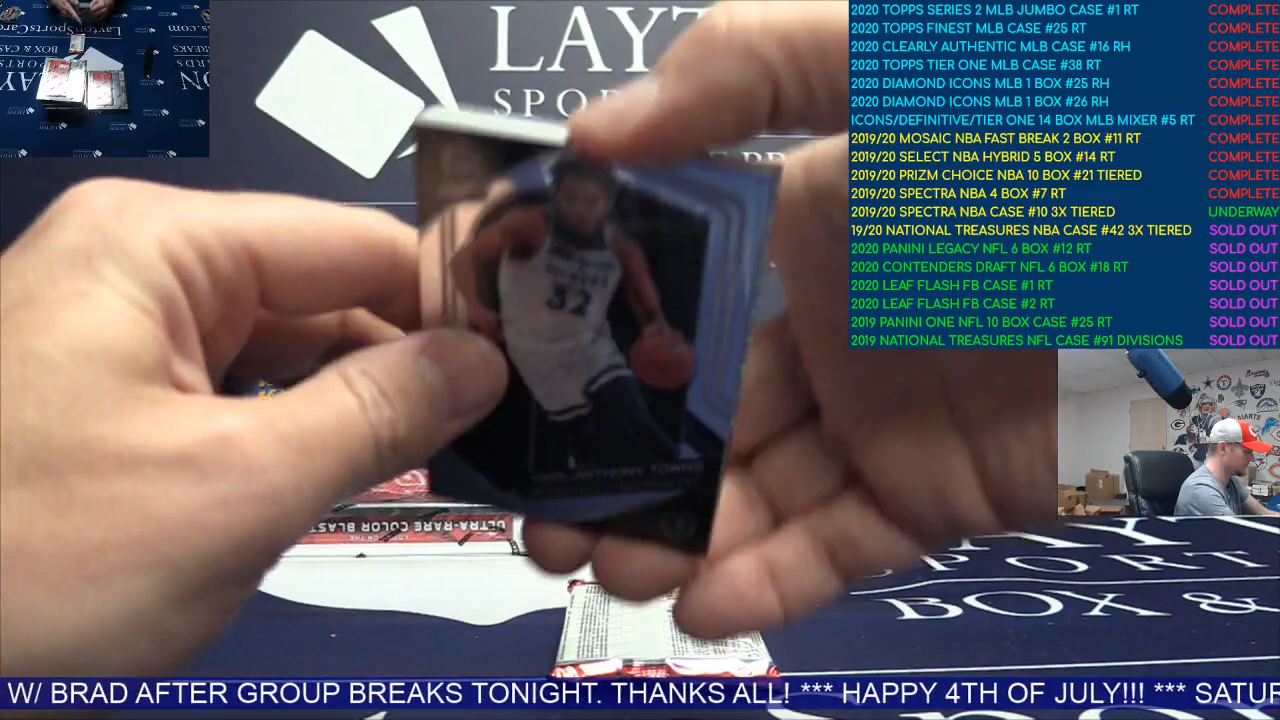 LaytonSportsCards
2020 TOPPS SERIES 2 MLB JUMBO CASE #1 RT COMPLETE
2020 TOPPS FINEST MLB CASE #25 RT COMPLETE
2020 CLEARLY AUTHENTIC MLB CASE #16 RH COMPLETE
2020 TOPPS TIER ONE MLB CASE #38 RT COMPLETE
2020 DIAMOND ICONS MLB 1 BOX #25 RH COMPLETE
2020 DIAMOND ICONS MLB 1 BOX #26 RH COMPLETE
ICONS/DEFINITIVE/TIER ONE 14 BOX MLB MIXER #5 RT COMPLETE
2019/20 MOSAIC NBA FAST BREAK 2 BOX #11 RT COMPLETE
2019/20 SELECT NBA HYBRID 5 BOX #14 RT COMPLETE
2019/20 PRIZM CHOICE NBA 10 BOX #21 TIERED COMPLETE
2019/20 SPECTRA NBA 4 BOX #7 RT COMPLETE
2019/20 SPECTRA NBA CASE #10 3X TIERED UNDERWAY
19/20 NATIONAL TREASURES NBA CASE #42 3X TIERED SOLD OUT
2020 PANINI LEGACY NFL 6 BOX #12 RT SOLD OUT
2020 CONTENDERS DRAFT NFL 6 BOX #18 RT SOLD OUT
2020 LEAF FLASH FB CASE #1 RT SOLD OUT
2020 LEAF FLASH FB CASE #2 RT SOLD OUT
2019 PANINI ONE NFL 10 BOX CASE #25 RT SOLD OUT
2019 NATIONAL TREASURES NFL CASE #91 DIVISIONS SOLD OUT
LAYT
SPO
32
ANTHONY TOWNS
ULTRA-RARE COLOR BLAST
PORT
BOX &
W/ BRAD AFTER GROUP BREAKS TONIGHT. THANKS ALL! *** HAPPY 4TH OF JULY!!! *** SATUR